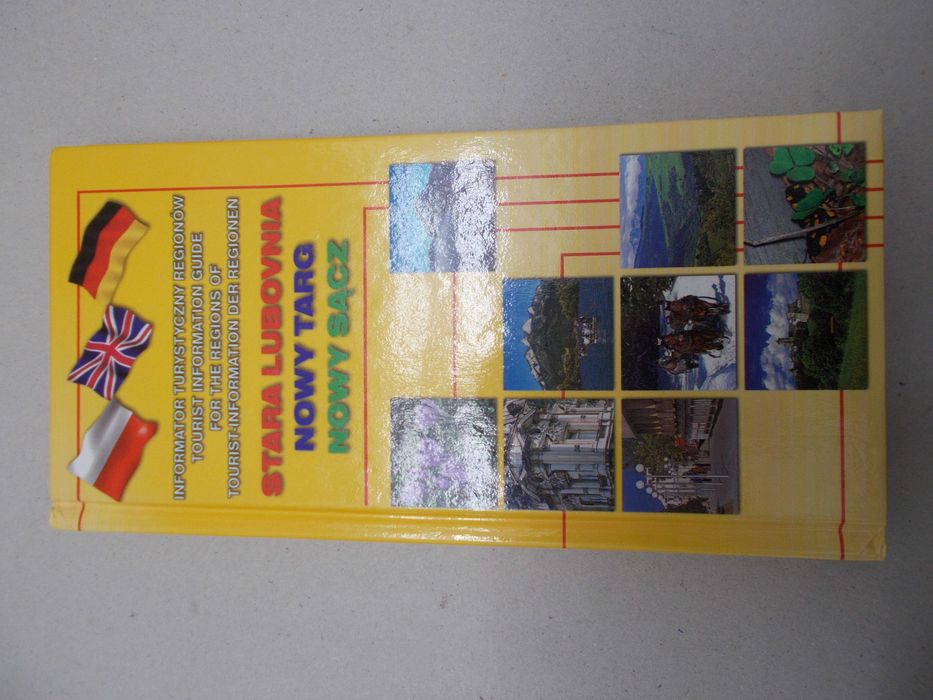 INFORMATOR TURYSTYCZNY REGIONÓW
TOURIST INFORMATION GUIDE
FOR THE REGIONS OF
TOURIST-INFORMATION DER REGIONEN
STARA LUBOVNIA
NOWY TARG
NOWY SĄCZ